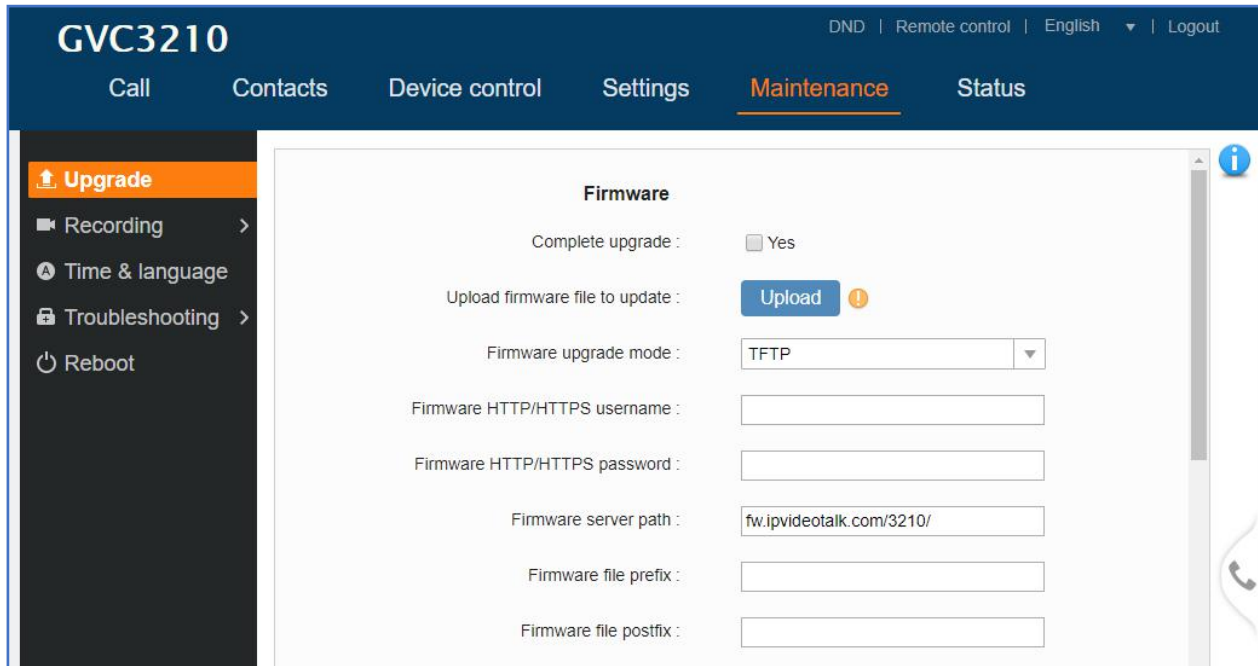 GVC3210
DND | Remote control | English | Logout
Call Contacts Device control Settings Maintenance Status
Upgrade
Recording
Time & language
Troubleshooting
Reboot
Firmware
Complete upgrade : Yes
Upload firmware file to update : Upload
Firmware upgrade mode : TFTP
Firmware HTTP/HTTPS username :
Firmware HTTP/HTTPS password :
Firmware server path : fw.ipvideotalk.com/3210/
Firmware file prefix :
Firmware file postfix :